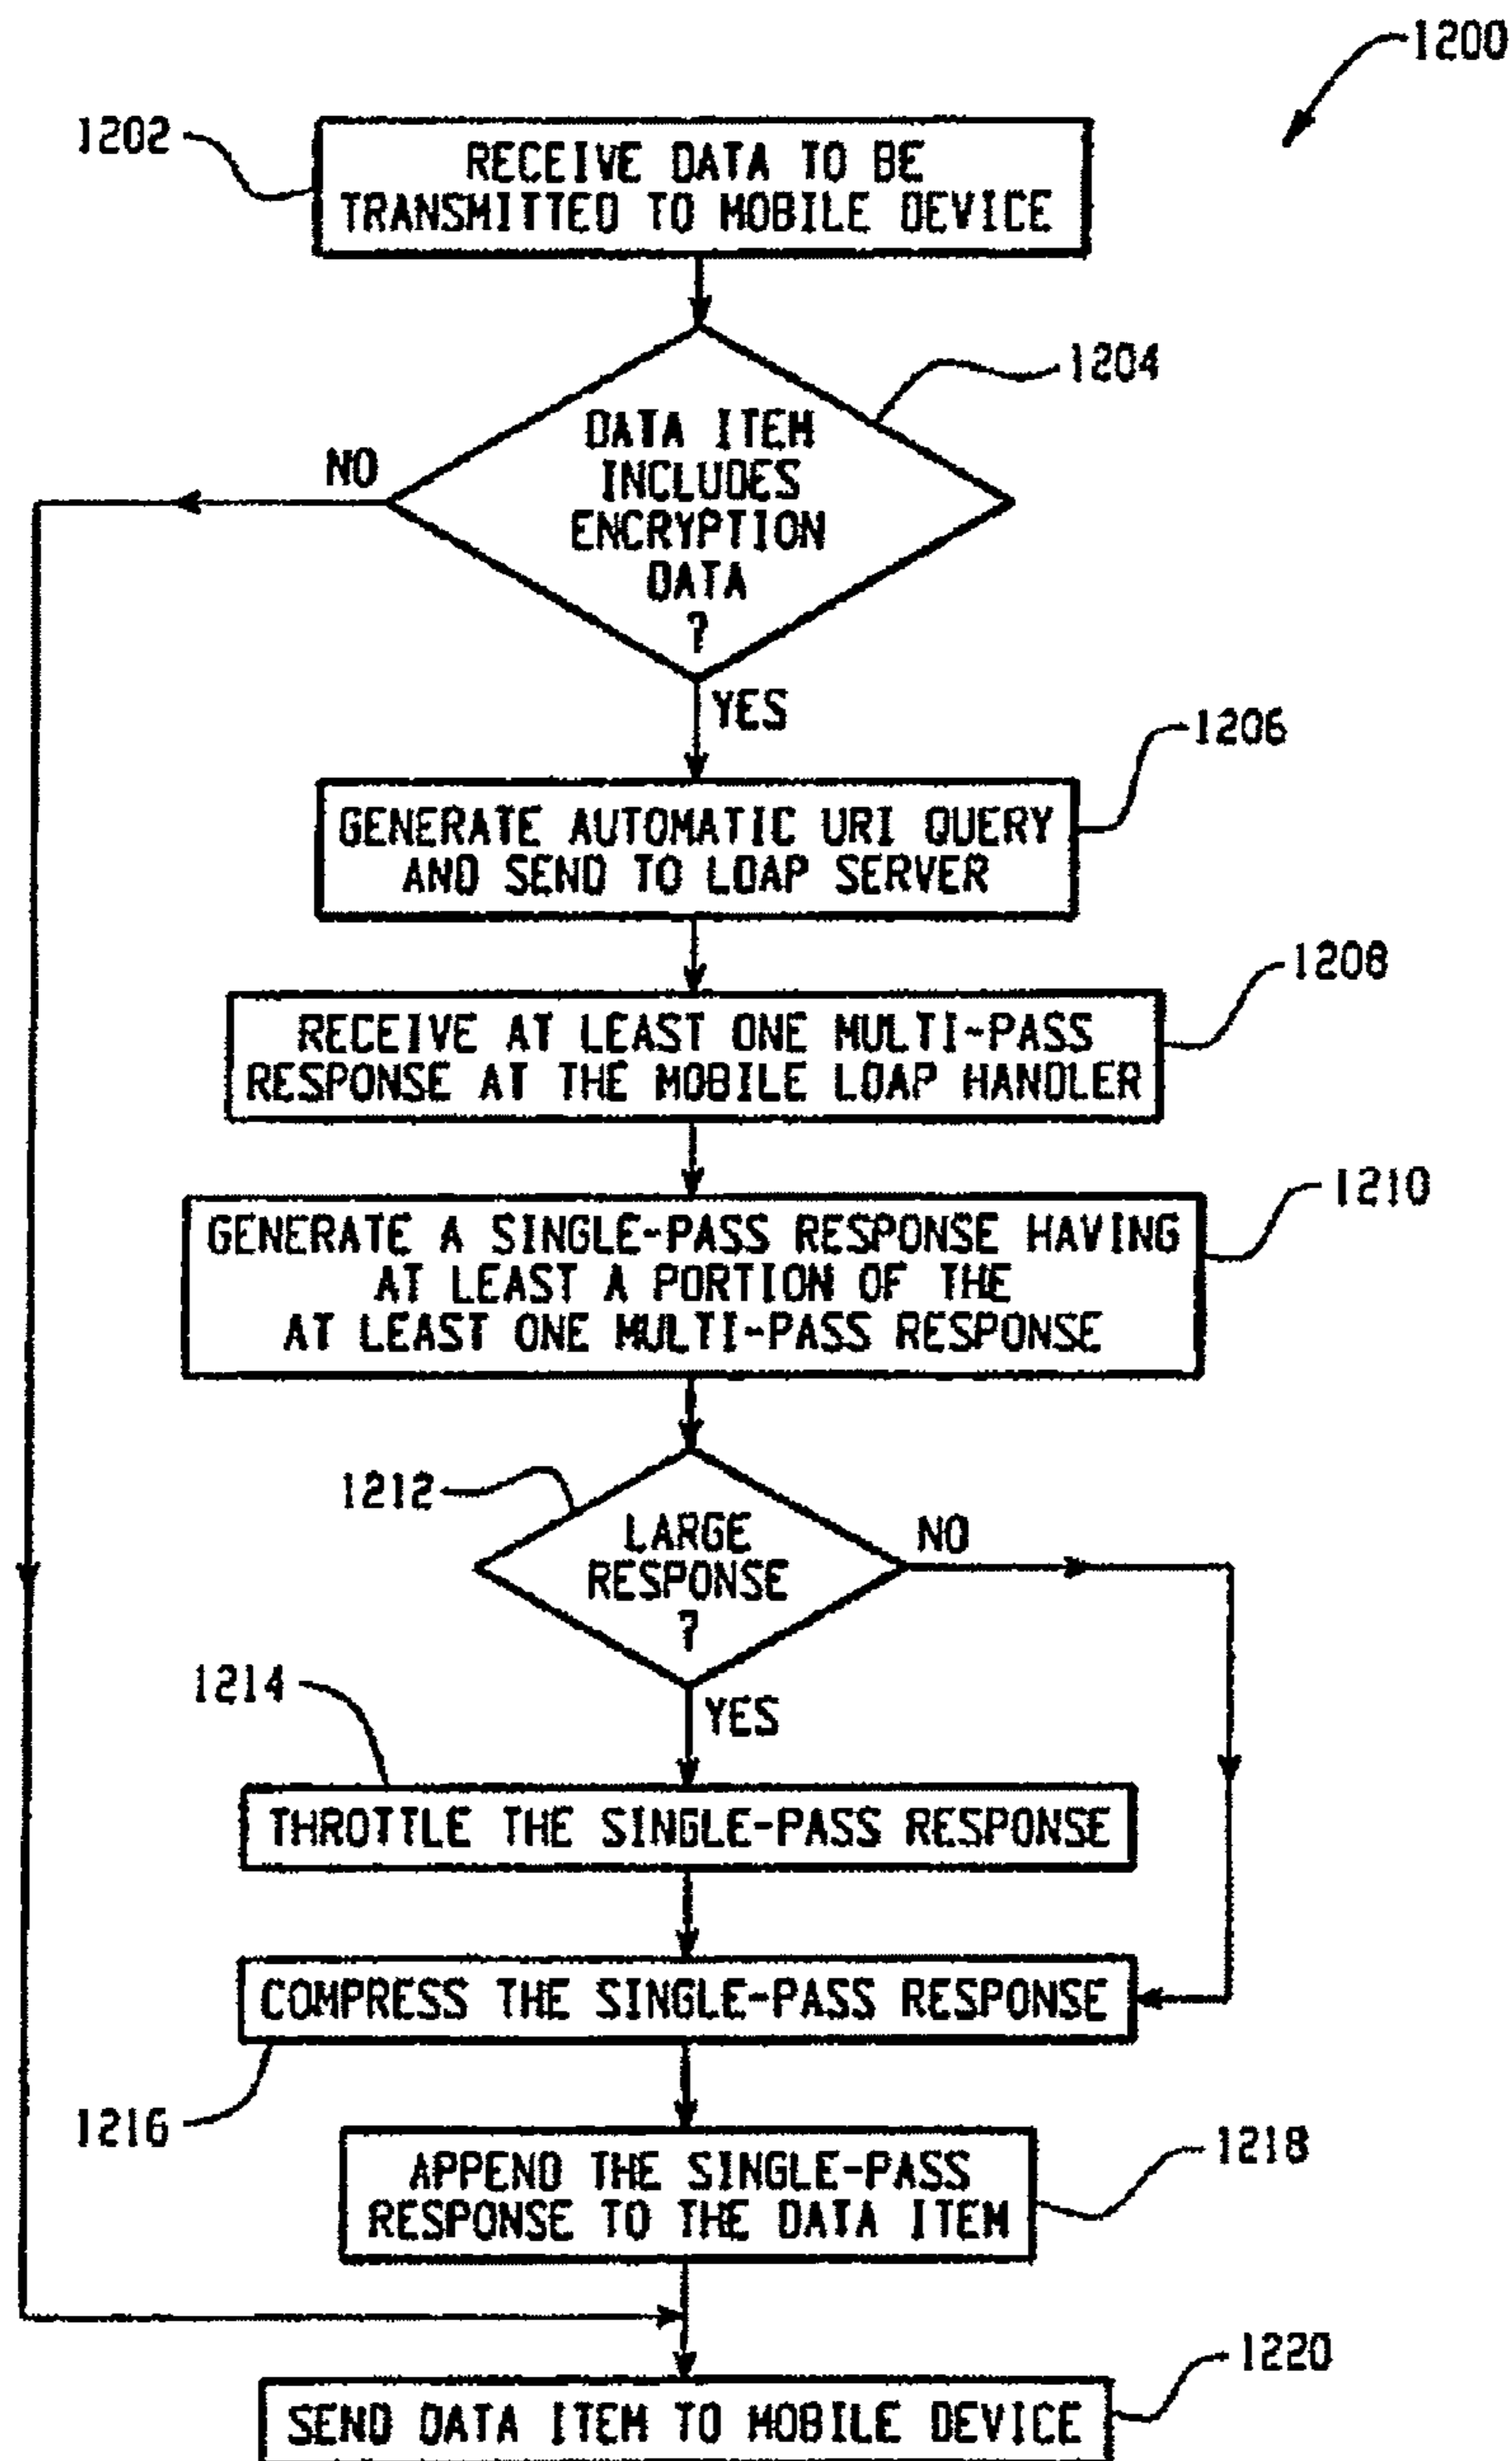 1200
1202
RECEIVE DATA TO BE
TRANSMITTED TO MOBILE DEVICE
1204
DATA ITEM
INCLUDES
ENCRYPTION
DATA
?
NO
YES
1206
GENERATE AUTOMATIC URI QUERY
AND SEND TO LDAP SERVER
1208
RECEIVE AT LEAST ONE MULTI-PASS
RESPONSE AT THE MOBILE LDAP HANDLER
1210
GENERATE A SINGLE-PASS RESPONSE HAVING
AT LEAST A PORTION OF THE
AT LEAST ONE MULTI-PASS RESPONSE
1212
LARGE
RESPONSE
?
NO
YES
1214
THROTTLE THE SINGLE-PASS RESPONSE
COMPRESS THE SINGLE-PASS RESPONSE
1216
APPEND THE SINGLE-PASS
RESPONSE TO THE DATA ITEM
1218
1220
SEND DATA ITEM TO MOBILE DEVICE